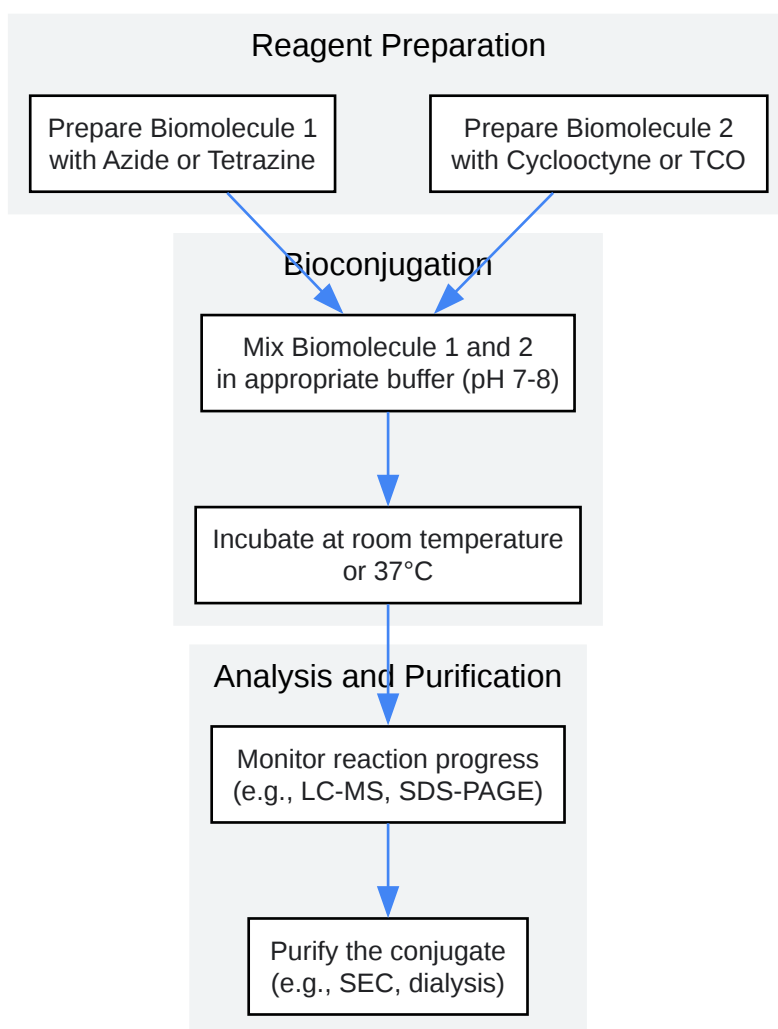 Reagent Preparation
Prepare Biomolecule 1
with Azide or Tetrazine
Prepare Biomolecule 2
with Cyclooctyne or TCO
Bioconjugation
Mix Biomolecule 1 and 2
in appropriate buffer (pH 7-8)
Incubate at room temperature
or 37°C
Analysis and Purification
Monitor reaction progress
(e.g., LC-MS, SDS-PAGE)
Purify the conjugate
(e.g., SEC, dialysis)